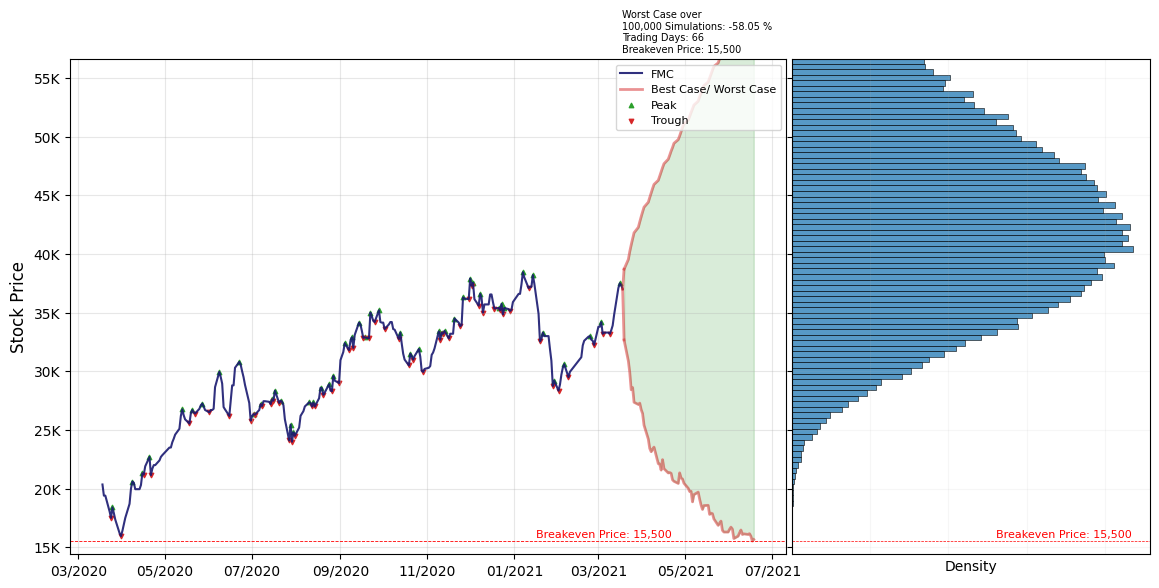 Worst Case over
100,000 Simulations: -58.05 %
Trading Days: 66
Breakeven Price: 15,500
FMC
Best Case/ Worst Case
Peak
Trough
Stock Price
55K
50K
45K
40K
35K
30K
25K
20K
15K
Breakeven Price: 15,500
Breakeven Price: 15,500
03/2020
05/2020
07/2020
09/2020
11/2020
01/2021
03/2021
05/2021
07/2021
Density